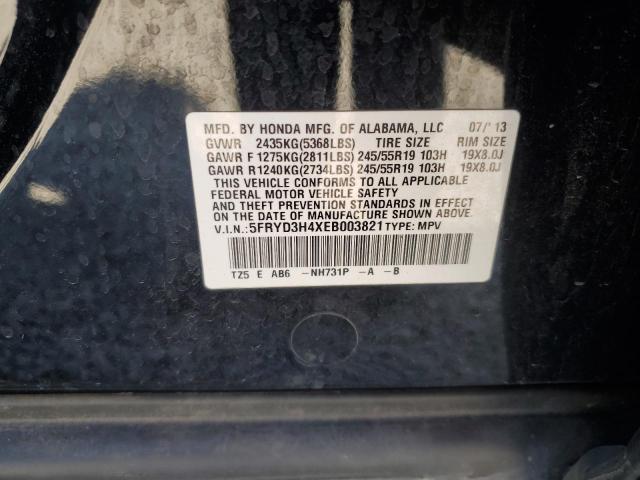 MFD. BY HONDA MFG. OF ALABAMA, LLC 07/'13
GVWR 2435KG(5368LBS) TIRE SIZE RIM SIZE
GAWR F 1275KG(2811LBS) 245/55R19 103H 19X8.0J
GAWR R 1240KG(2734LBS) 245/55R19 103H 19X8.0J
THIS VEHICLE CONFORMS TO ALL APPLICABLE
FEDERAL MOTOR VEHICLE SAFETY
AND THEFT PREVENTION STANDARDS IN EFFECT
ON THE DATE OF MANUFACTURE SHOWN ABOVE.
V.I.N.: 5FRYD3H4XEB003821 TYPE: MPV
TZ5 E AB6 -NH731P -A -B